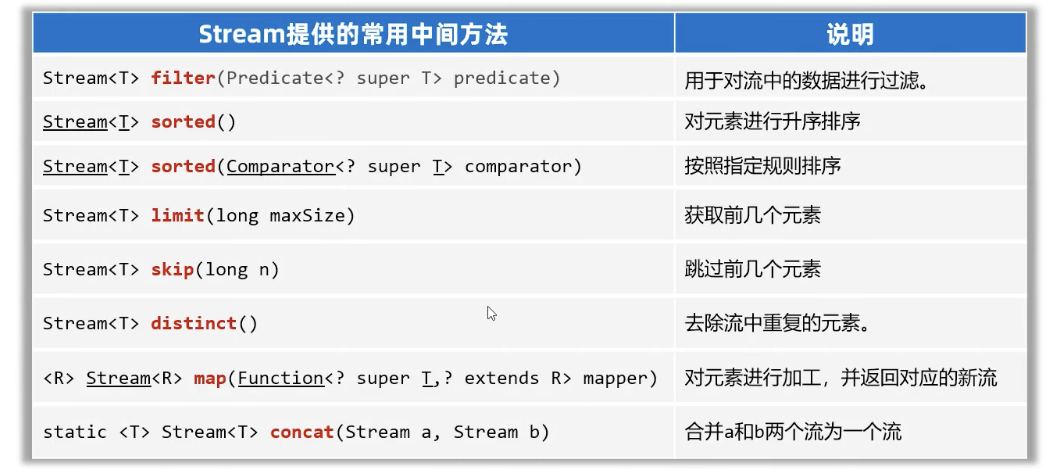 Stream提供的常用中间方法 说明
Stream<T> filter(Predicate<? super T> predicate) 用于对流中的数据进行过滤。
Stream<T> sorted() 对元素进行升序排序
Stream<T> sorted(Comparator<? super T> comparator) 按照指定规则排序
Stream<T> limit(long maxSize) 获取前几个元素
Stream<T> skip(long n) 跳过前几个元素
Stream<T> distinct() 去除流中重复的元素。
<R> Stream<R> map(Function<? super T,? extends R> mapper) 对元素进行加工，并返回对应的新流
static <T> Stream<T> concat(Stream a, Stream b) 合并a和b两个流为一个流